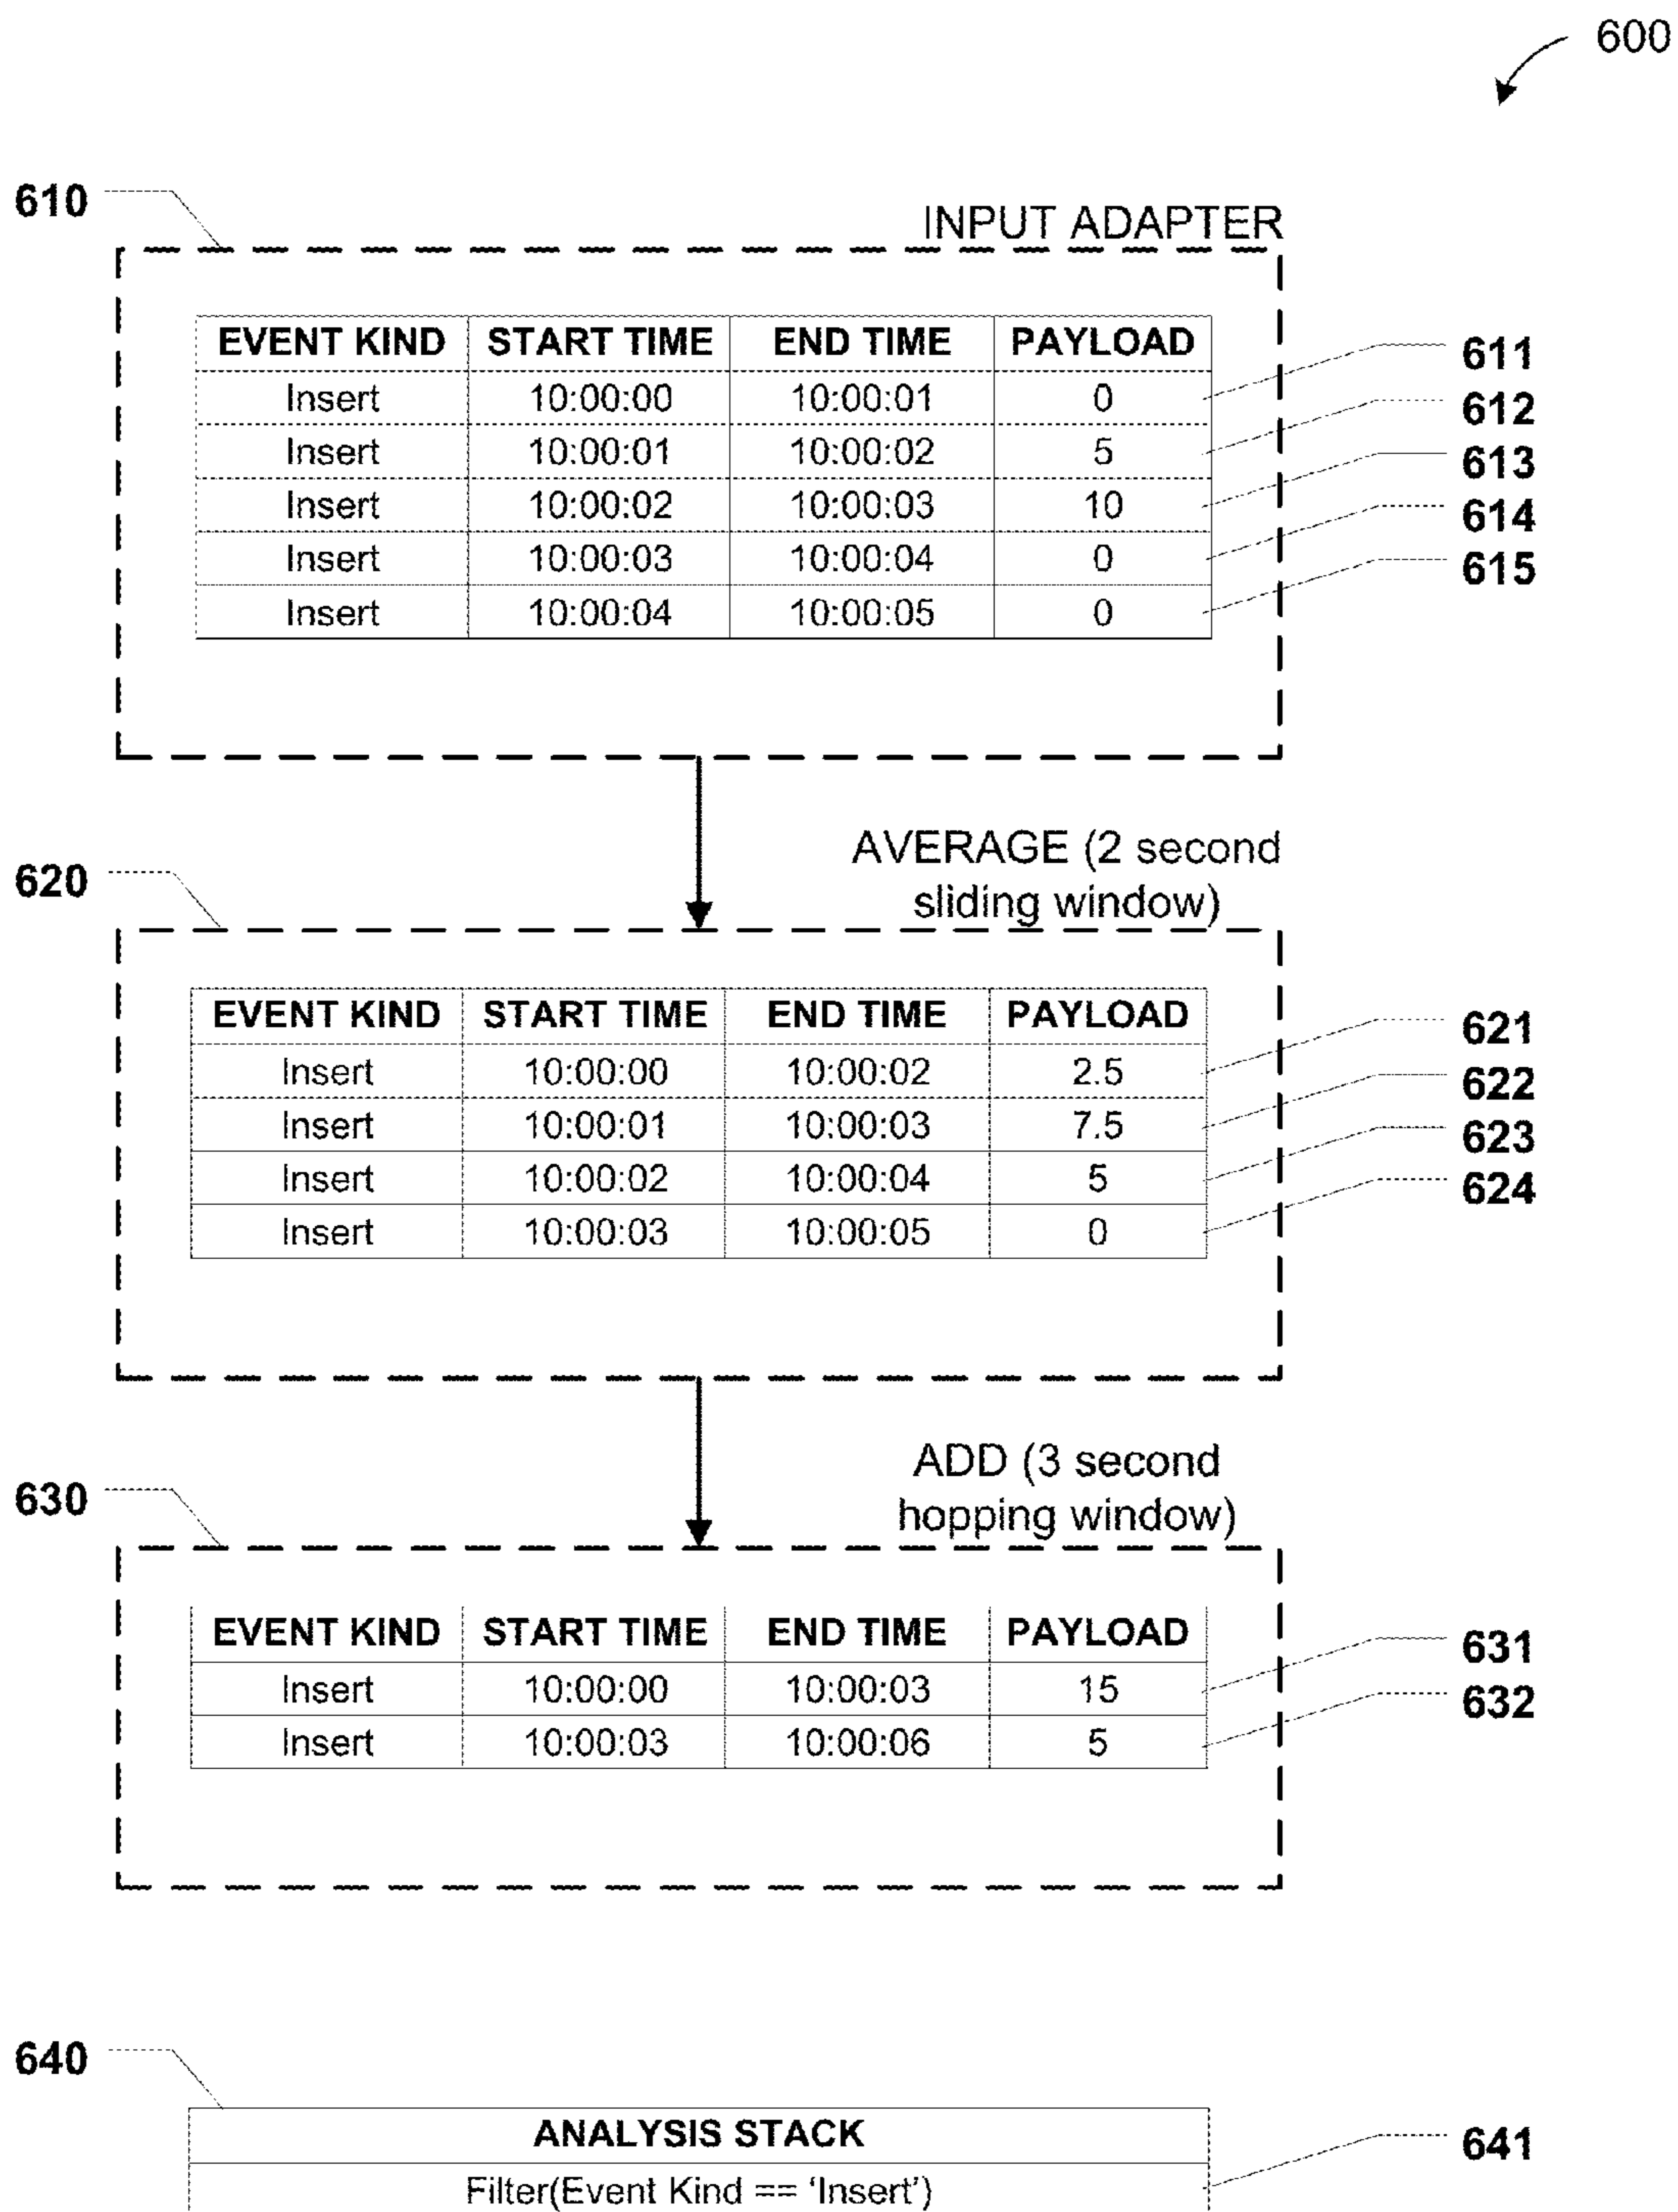 600
610
INPUT ADAPTER
EVENT KIND START TIME END TIME PAYLOAD
Insert 10:00:00 10:00:01 0
611
Insert 10:00:01 10:00:02 5
612
Insert 10:00:02 10:00:03 10
613
Insert 10:00:03 10:00:04 0
614
Insert 10:00:04 10:00:05 0
615
AVERAGE (2 second
sliding window)
620
EVENT KIND START TIME END TIME PAYLOAD
Insert 10:00:00 10:00:02 2.5
621
Insert 10:00:01 10:00:03 7.5
622
Insert 10:00:02 10:00:04 5
623
Insert 10:00:03 10:00:05 0
624
ADD (3 second
hopping window)
630
EVENT KIND START TIME END TIME PAYLOAD
Insert 10:00:00 10:00:03 15
631
Insert 10:00:03 10:00:06 5
632
640
ANALYSIS STACK
641
Filter(Event Kind == ‘Insert’)